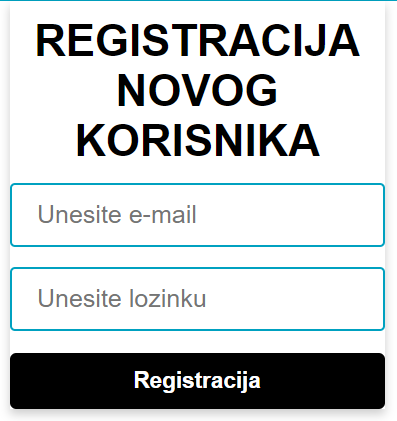 REGISTRACIJA
NOVOG
KORISNIKA
Unesite e-mail
Unesite lozinku
Registracija